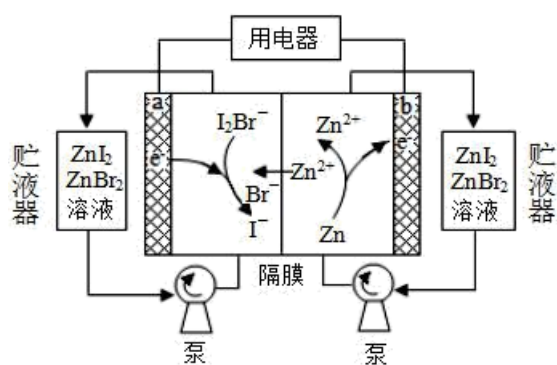 用电器
a
b
I₂Br⁻
Zn²⁺
e⁻
e⁻
Zn²⁺
Br⁻
I⁻
Zn
贮液器
ZnI₂
ZnBr₂
溶液
ZnI₂
ZnBr₂
溶液
贮液器
隔膜
泵
泵